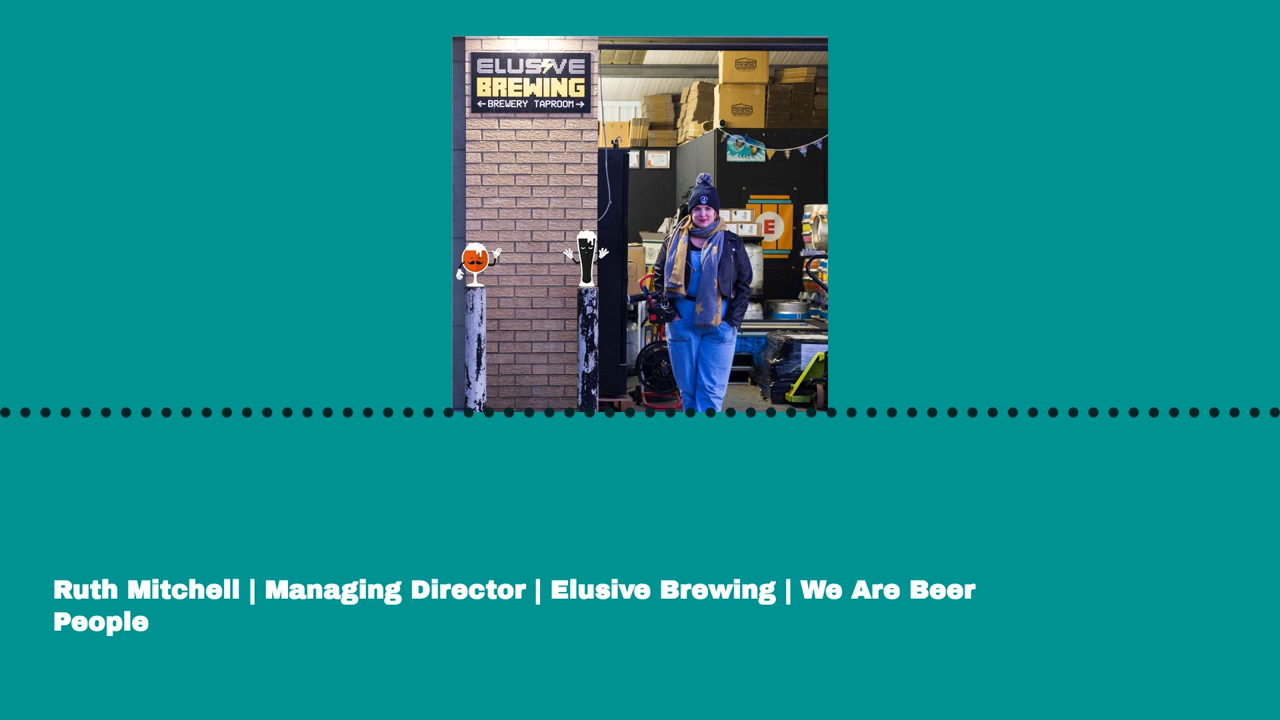 ELUSIVE
BREWING
←BREWERY TAPROOM→
E
Ruth Mitchell | Managing Director | Elusive Brewing | We Are Beer
People